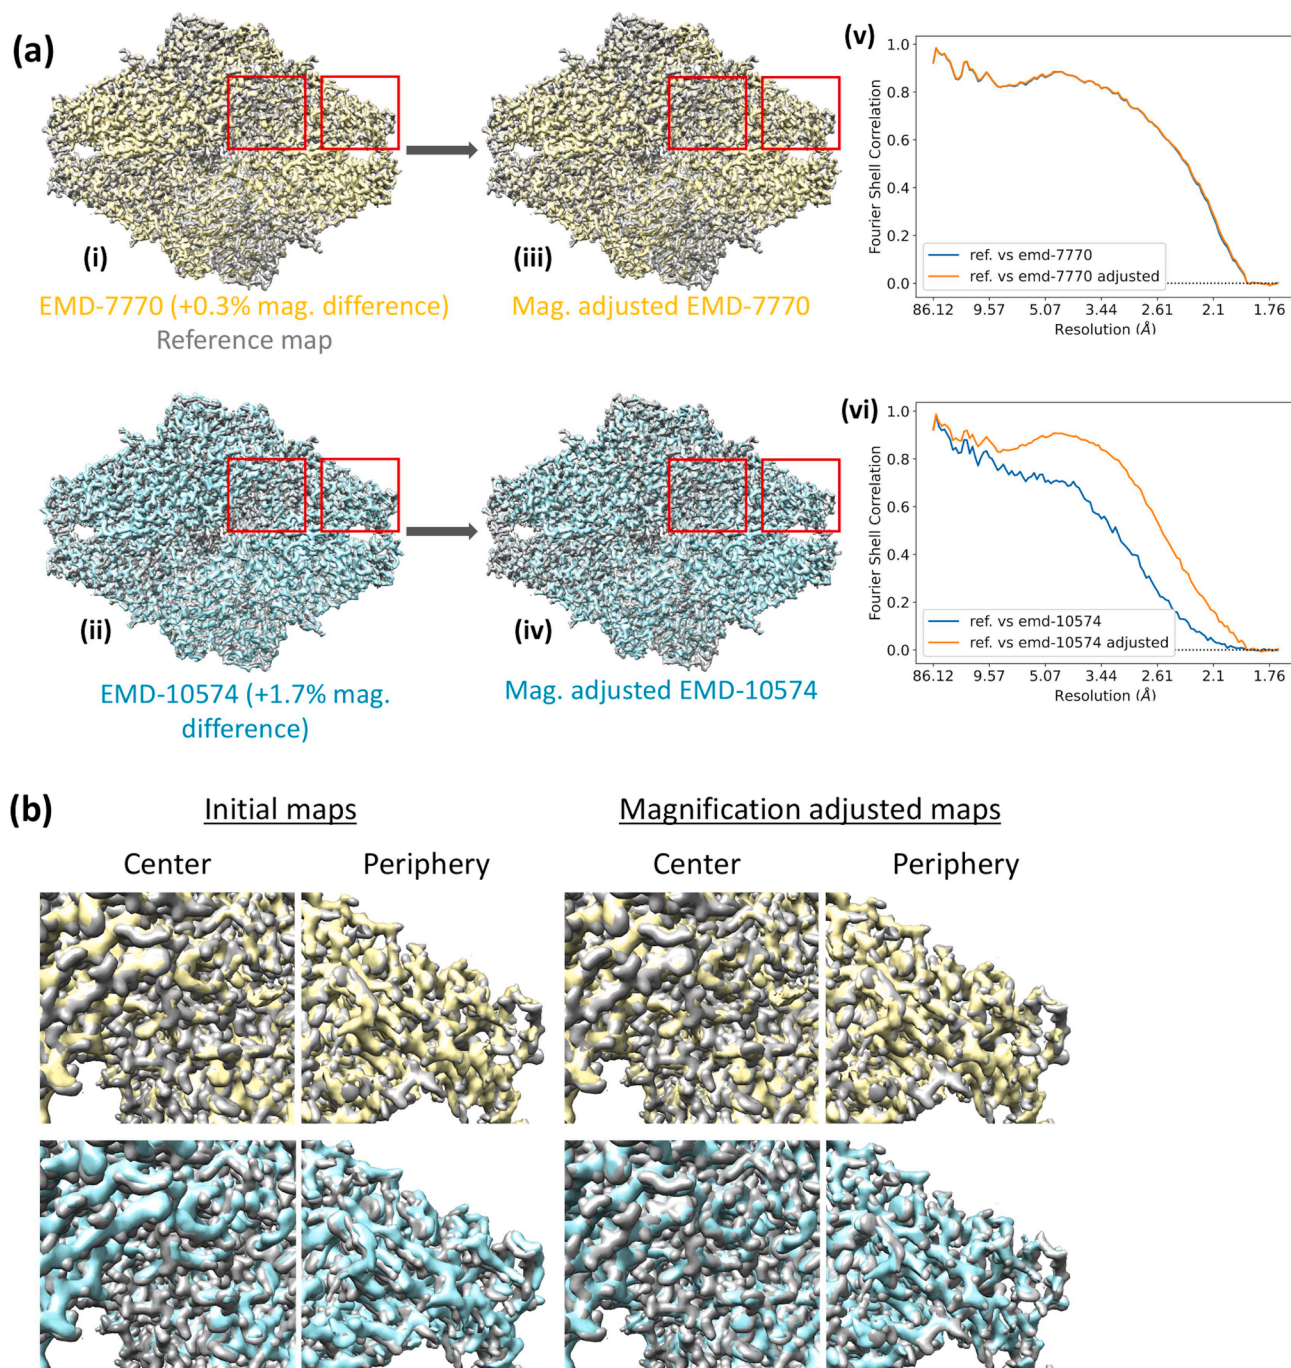 (a)
(i)
EMD-7770 (+0.3% mag. difference)
Reference map
(iii)
Mag. adjusted EMD-7770
(v)
1.0
0.8
0.6
0.4
0.2
0.0
Fourier Shell Correlation
ref. vs emd-7770
ref. vs emd-7770 adjusted
86.12 9.57 5.07 3.44 2.61 2.1 1.76
Resolution (Å)
(ii)
EMD-10574 (+1.7% mag.
difference)
(iv)
Mag. adjusted EMD-10574
(vi)
1.0
0.8
0.6
0.4
0.2
0.0
Fourier Shell Correlation
ref. vs emd-10574
ref. vs emd-10574 adjusted
86.12 9.57 5.07 3.44 2.61 2.1 1.76
Resolution (Å)
(b)
Initial maps
Magnification adjusted maps
Center
Periphery
Center
Periphery